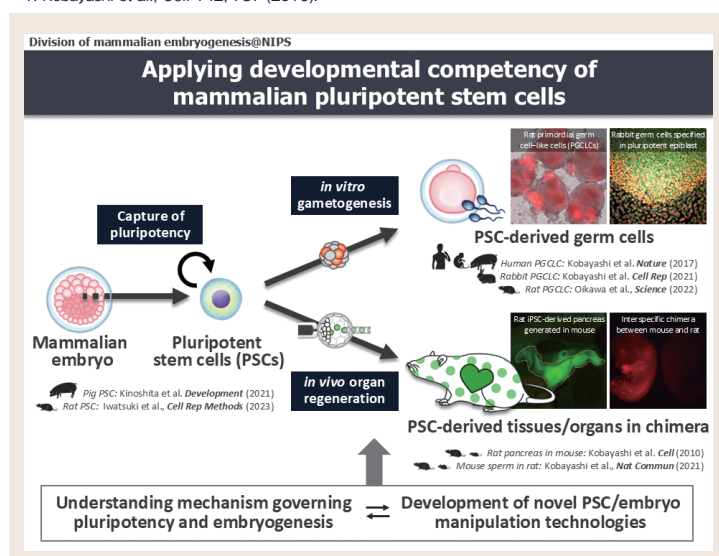 T. Kobayashi et al., Cell 142, 787 (2010).
Division of mammalian embryogenesis@NIPS
Applying developmental competency of
mammalian pluripotent stem cells
Capture of
pluripotency
Mammalian
embryo
Pluripotent
stem cells (PSCs)
Pig PSC: Kinoshita et al. Development (2021)
Rat PSC: Iwatsuki et al., Cell Rep Methods (2023)
in vitro
gametogenesis
Rat primordial germ
cell–like cells (PGCLCs)
Rabbit germ cells specified
in pluripotent epiblast
PSC-derived germ cells
Human PGCLC: Kobayashi et al. Nature (2017)
Rabbit PGCLC: Kobayashi et al. Cell Rep (2021)
Rat PGCLC: Oikawa et al., Science (2022)
in vivo organ
regeneration
Rat iPSC-derived pancreas
generated in mouse
Interspecific chimera
between mouse and rat
PSC-derived tissues/organs in chimera
Rat pancreas in mouse: Kobayashi et al. Cell (2010)
Mouse sperm in rat: Kobayashi et al., Nat Commun (2021)
Understanding mechanism governing
pluripotency and embryogenesis
Development of novel PSC/embryo
manipulation technologies